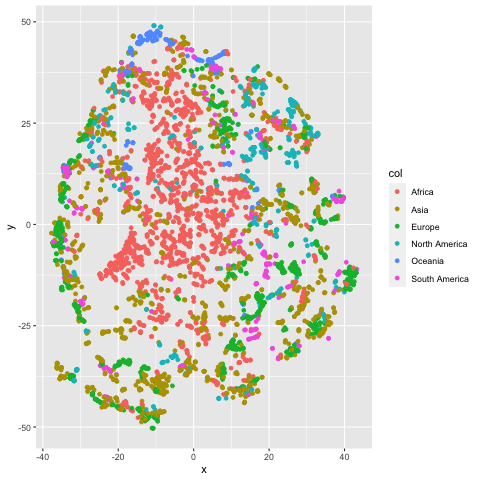 50
25
0
-25
-50
-40
-20
0
20
40
x
y
col
Africa
Asia
Europe
North America
Oceania
South America